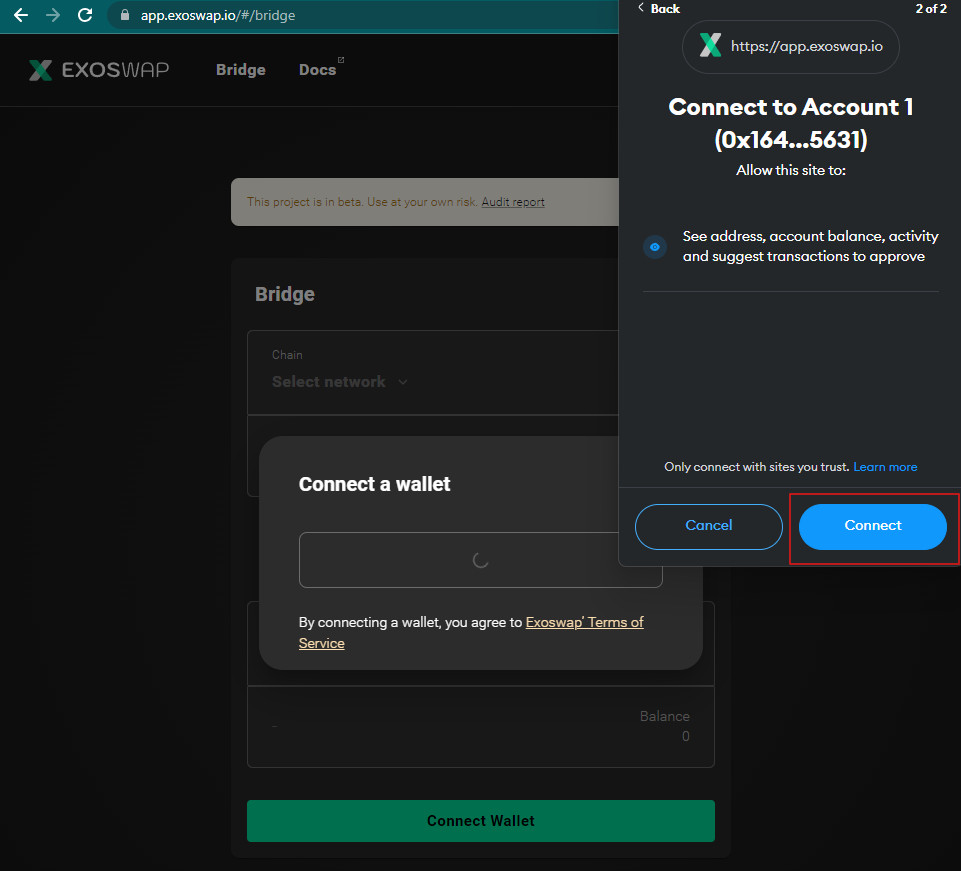 app.exoswap.io/#/bridge
EXOSWAP
Bridge
Docs
This project is in beta. Use at your own risk. Audit report
Bridge
Chain
Select network
Connect a wallet
By connecting a wallet, you agree to Exoswap' Terms of
Service
Balance
0
Connect Wallet
Back
2 of 2
https://app.exoswap.io
Connect to Account 1
(0x164...5631)
Allow this site to:
See address, account balance, activity
and suggest transactions to approve
Only connect with sites you trust. Learn more
Cancel
Connect